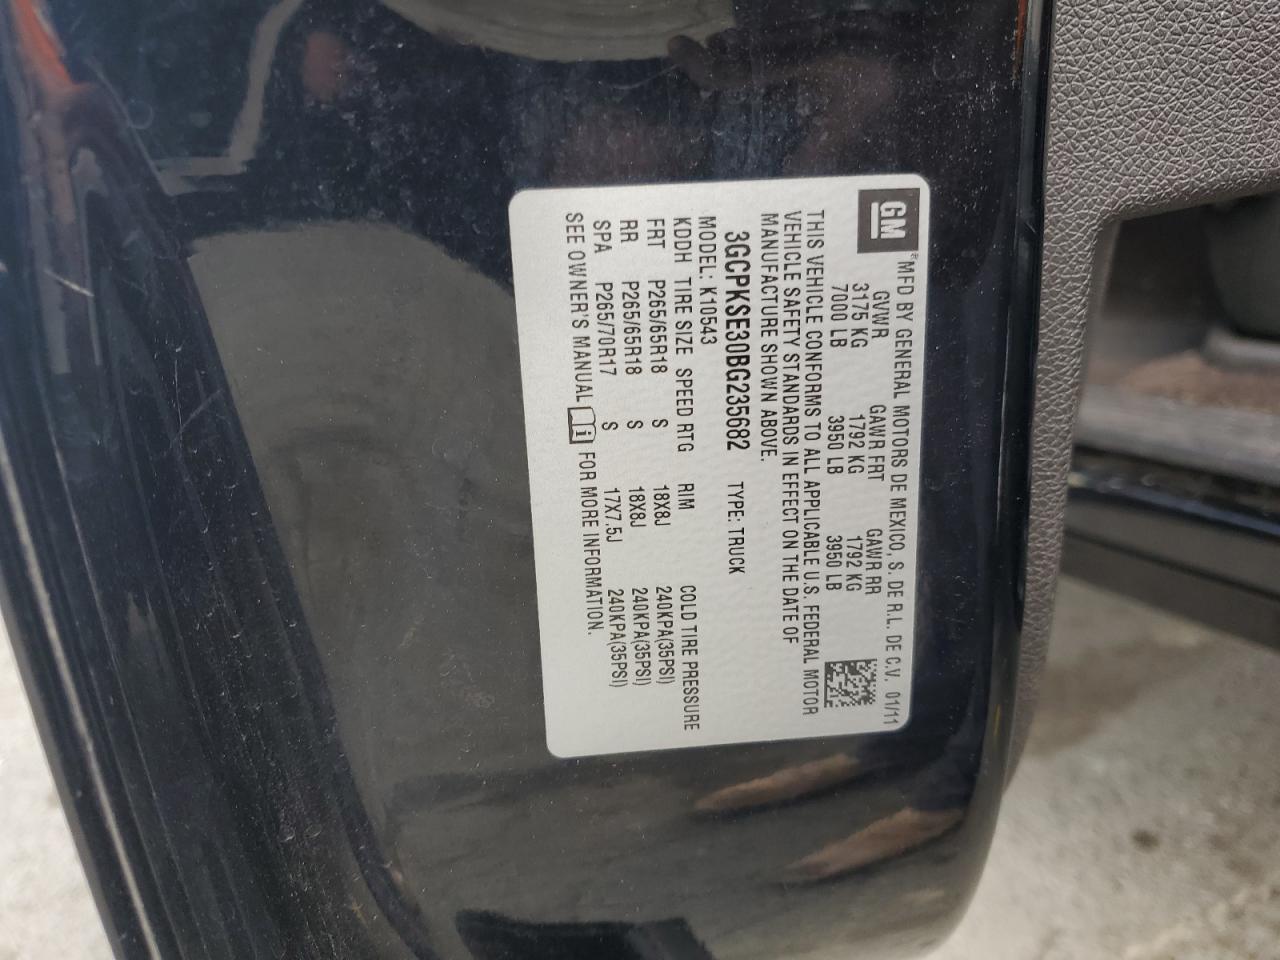 GM
®MFD BY GENERAL MOTORS DE MEXICO, S. DE R.L. DE C.V. 01/11
GVWR GAWR FRT GAWR RR
3175 KG 1792 KG 1792 KG
7000 LB 3950 LB 3950 LB
THIS VEHICLE CONFORMS TO ALL APPLICABLE U.S. FEDERAL MOTOR
VEHICLE SAFETY STANDARDS IN EFFECT ON THE DATE OF
MANUFACTURE SHOWN ABOVE.
3GCPKSE30BG235682 TYPE: TRUCK
MODEL: K10543
KDDH TIRE SIZE SPEED RTG RIM COLD TIRE PRESSURE
FRT P265/65R18 S 18X8J 240KPA(35PSI)
RR P265/65R18 S 18X8J 240KPA(35PSI)
SPA P265/70R17 S 17X7.5J 240KPA(35PSI)
SEE OWNER'S MANUAL i FOR MORE INFORMATION.